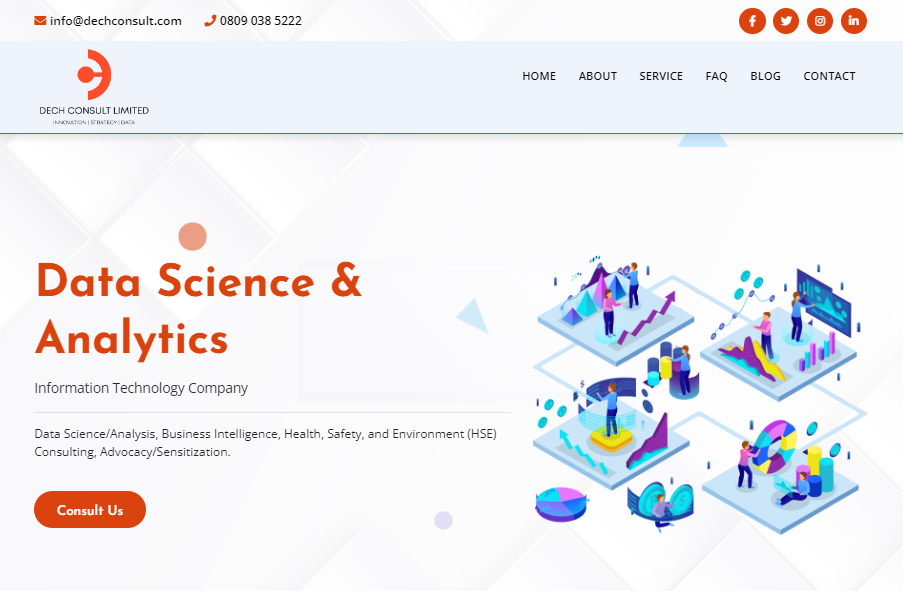 info@dechconsult.com 0809 038 5222
DECH CONSULT LIMITED
INNOVATION | STRATEGY | DATA
HOME ABOUT SERVICE FAQ BLOG CONTACT
Data Science &
Analytics
Information Technology Company
Data Science/Analysis, Business Intelligence, Health, Safety, and Environment (HSE)
Consulting, Advocacy/Sensitization.
Consult Us